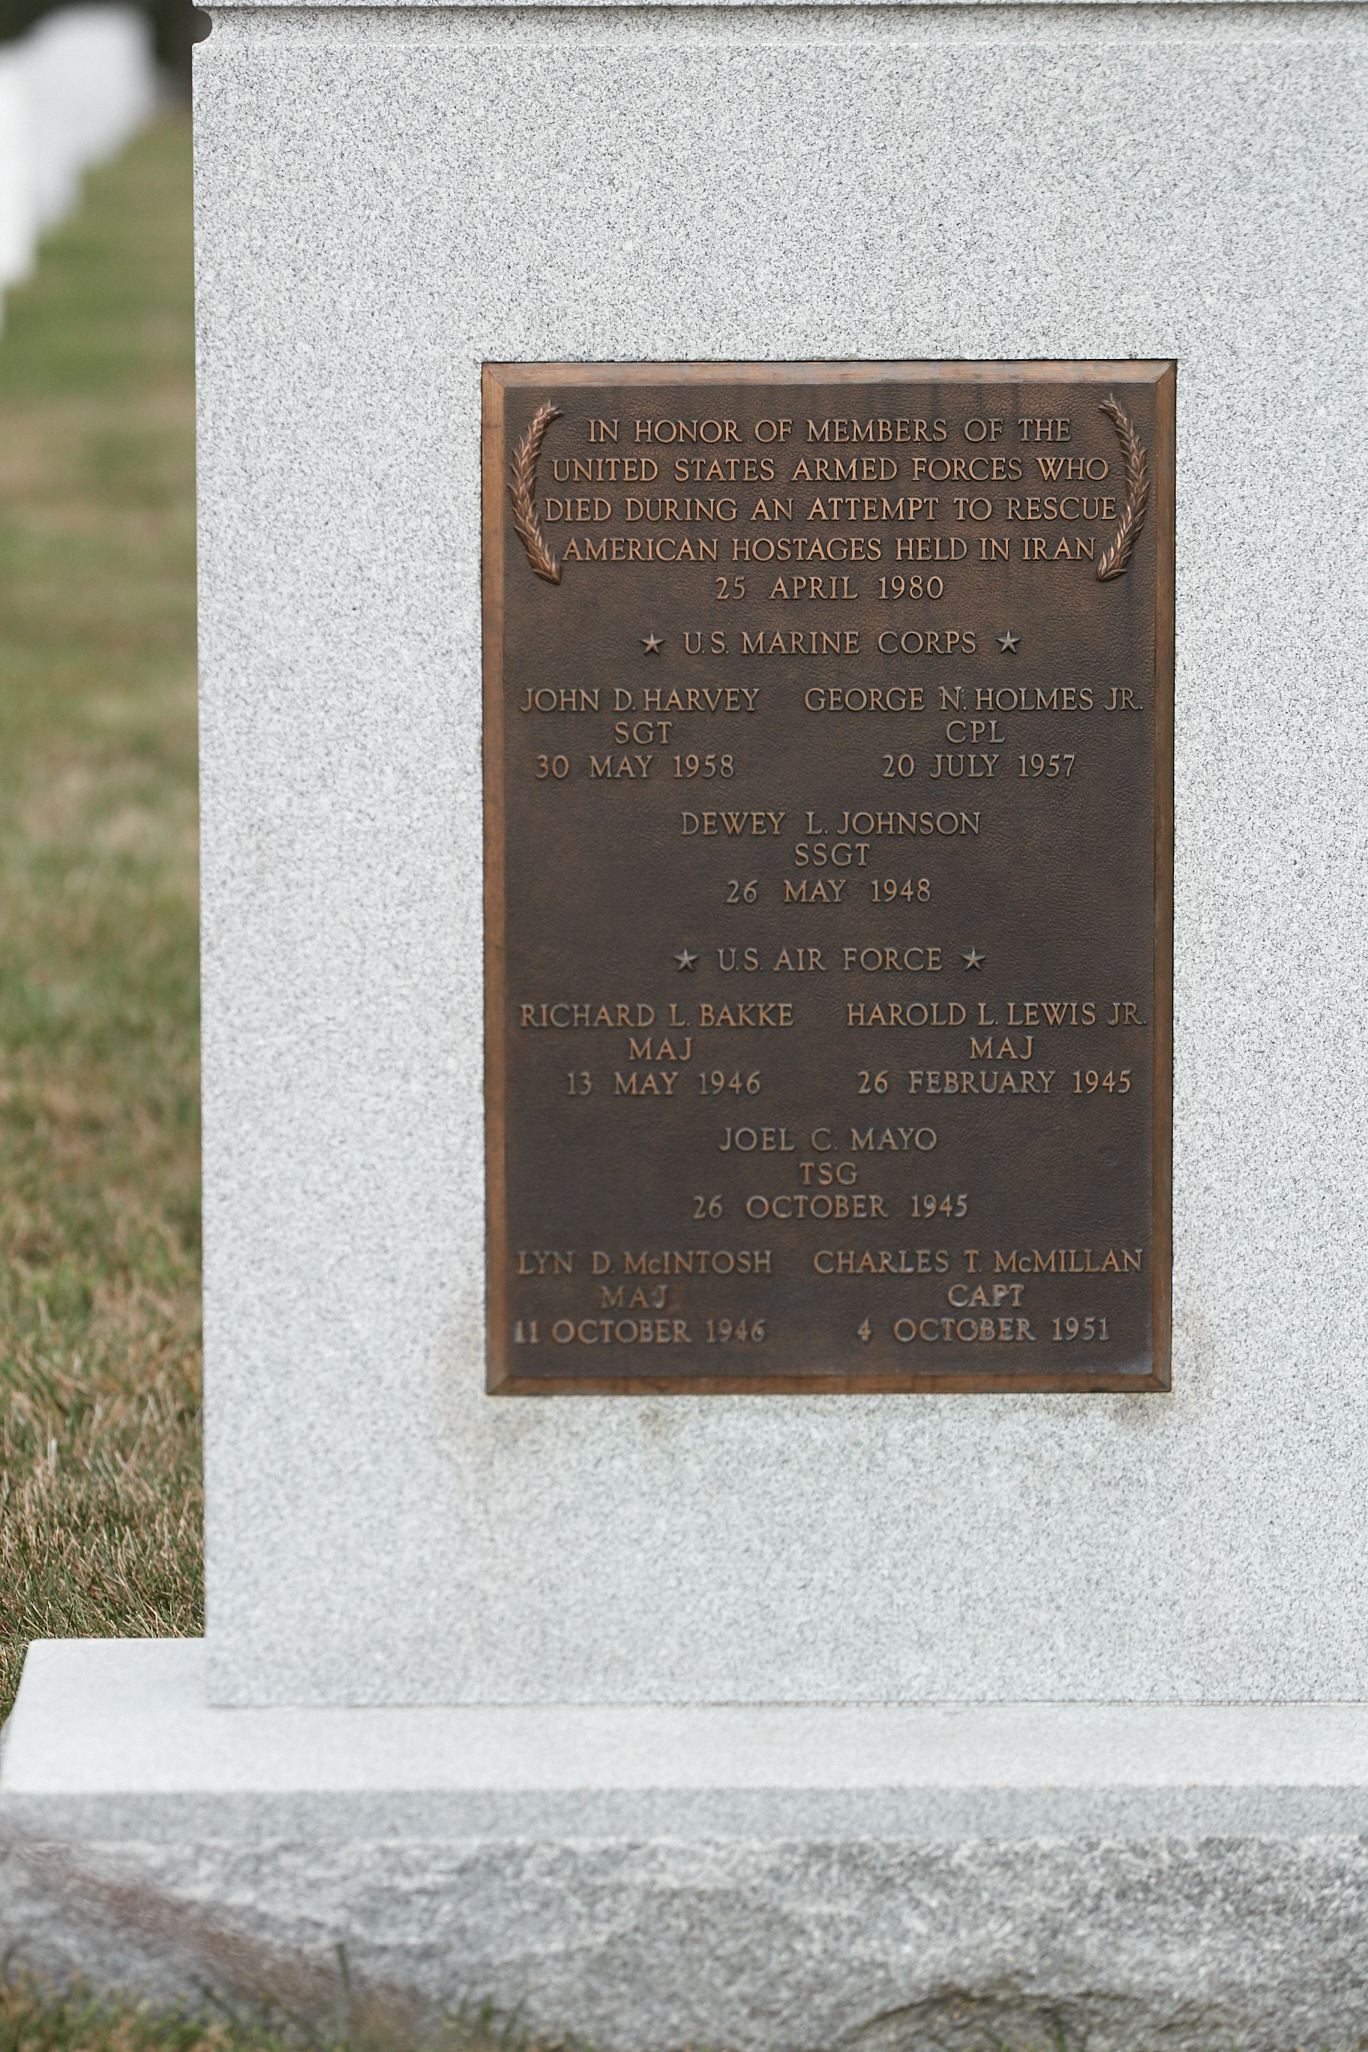 IN HONOR OF MEMBERS OF THE
UNITED STATES ARMED FORCES WHO
DIED DURING AN ATTEMPT TO RESCUE
AMERICAN HOSTAGES HELD IN IRAN
25 APRIL 1980
★ U.S. MARINE CORPS ★
JOHN D. HARVEY GEORGE N. HOLMES JR.
SGT CPL
30 MAY 1958 20 JULY 1957
DEWEY L. JOHNSON
SSGT
26 MAY 1948
★ U.S. AIR FORCE ★
RICHARD L. BAKKE HAROLD L. LEWIS JR.
MAJ MAJ
13 MAY 1946 26 FEBRUARY 1945
JOEL C. MAYO
TSG
26 OCTOBER 1945
LYN D. McINTOSH CHARLES T. McMILLAN
MAJ CAPT
11 OCTOBER 1946 4 OCTOBER 1951